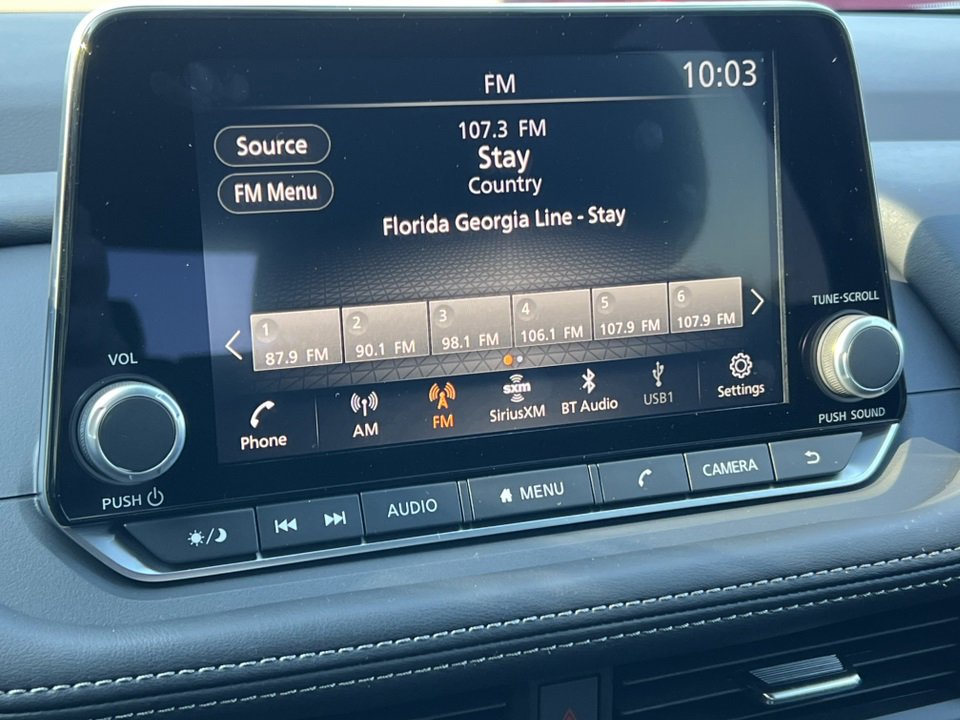 FM
10:03
Source
FM Menu
107.3 FM
Stay
Country
Florida Georgia Line - Stay
1
87.9 FM
2
90.1 FM
3
98.1 FM
4
106.1 FM
5
107.9 FM
6
107.9 FM
Phone
AM
FM
sxm
SiriusXM
BT Audio
USB1
Settings
VOL
PUSH
TUNE·SCROLL
PUSH SOUND
AUDIO
MENU
CAMERA